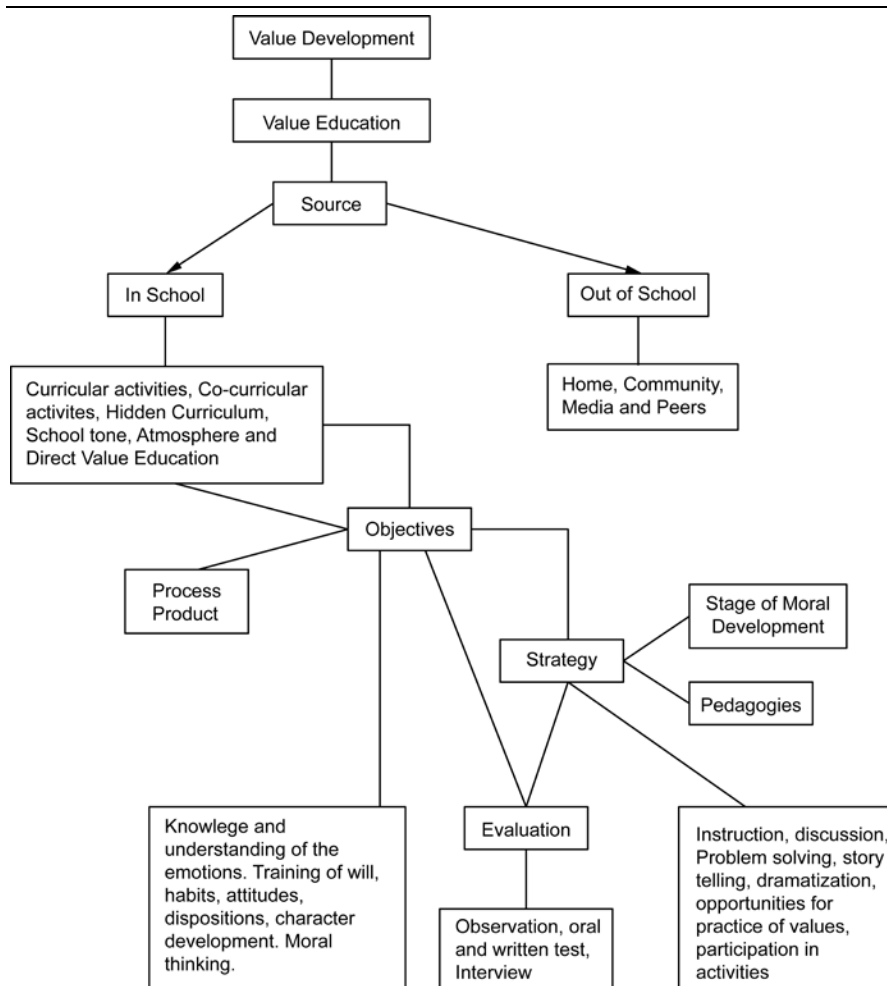 Value Development
Value Education
Source
In School
Out of School
Curricular activities, Co-curricular
activites, Hidden Curriculum,
School tone, Atmosphere and
Direct Value Education
Home, Community,
Media and Peers
Objectives
Process
Product
Stage of Moral
Development
Strategy
Pedagogies
Knowlege and
understanding of the
emotions. Training of will,
habits, attitudes,
dispositions, character
development. Moral
thinking.
Evaluation
Observation, oral
and written test,
Interview
Instruction, discussion,
Problem solving, story
telling, dramatization,
opportunities for
practice of values,
participation in
activities